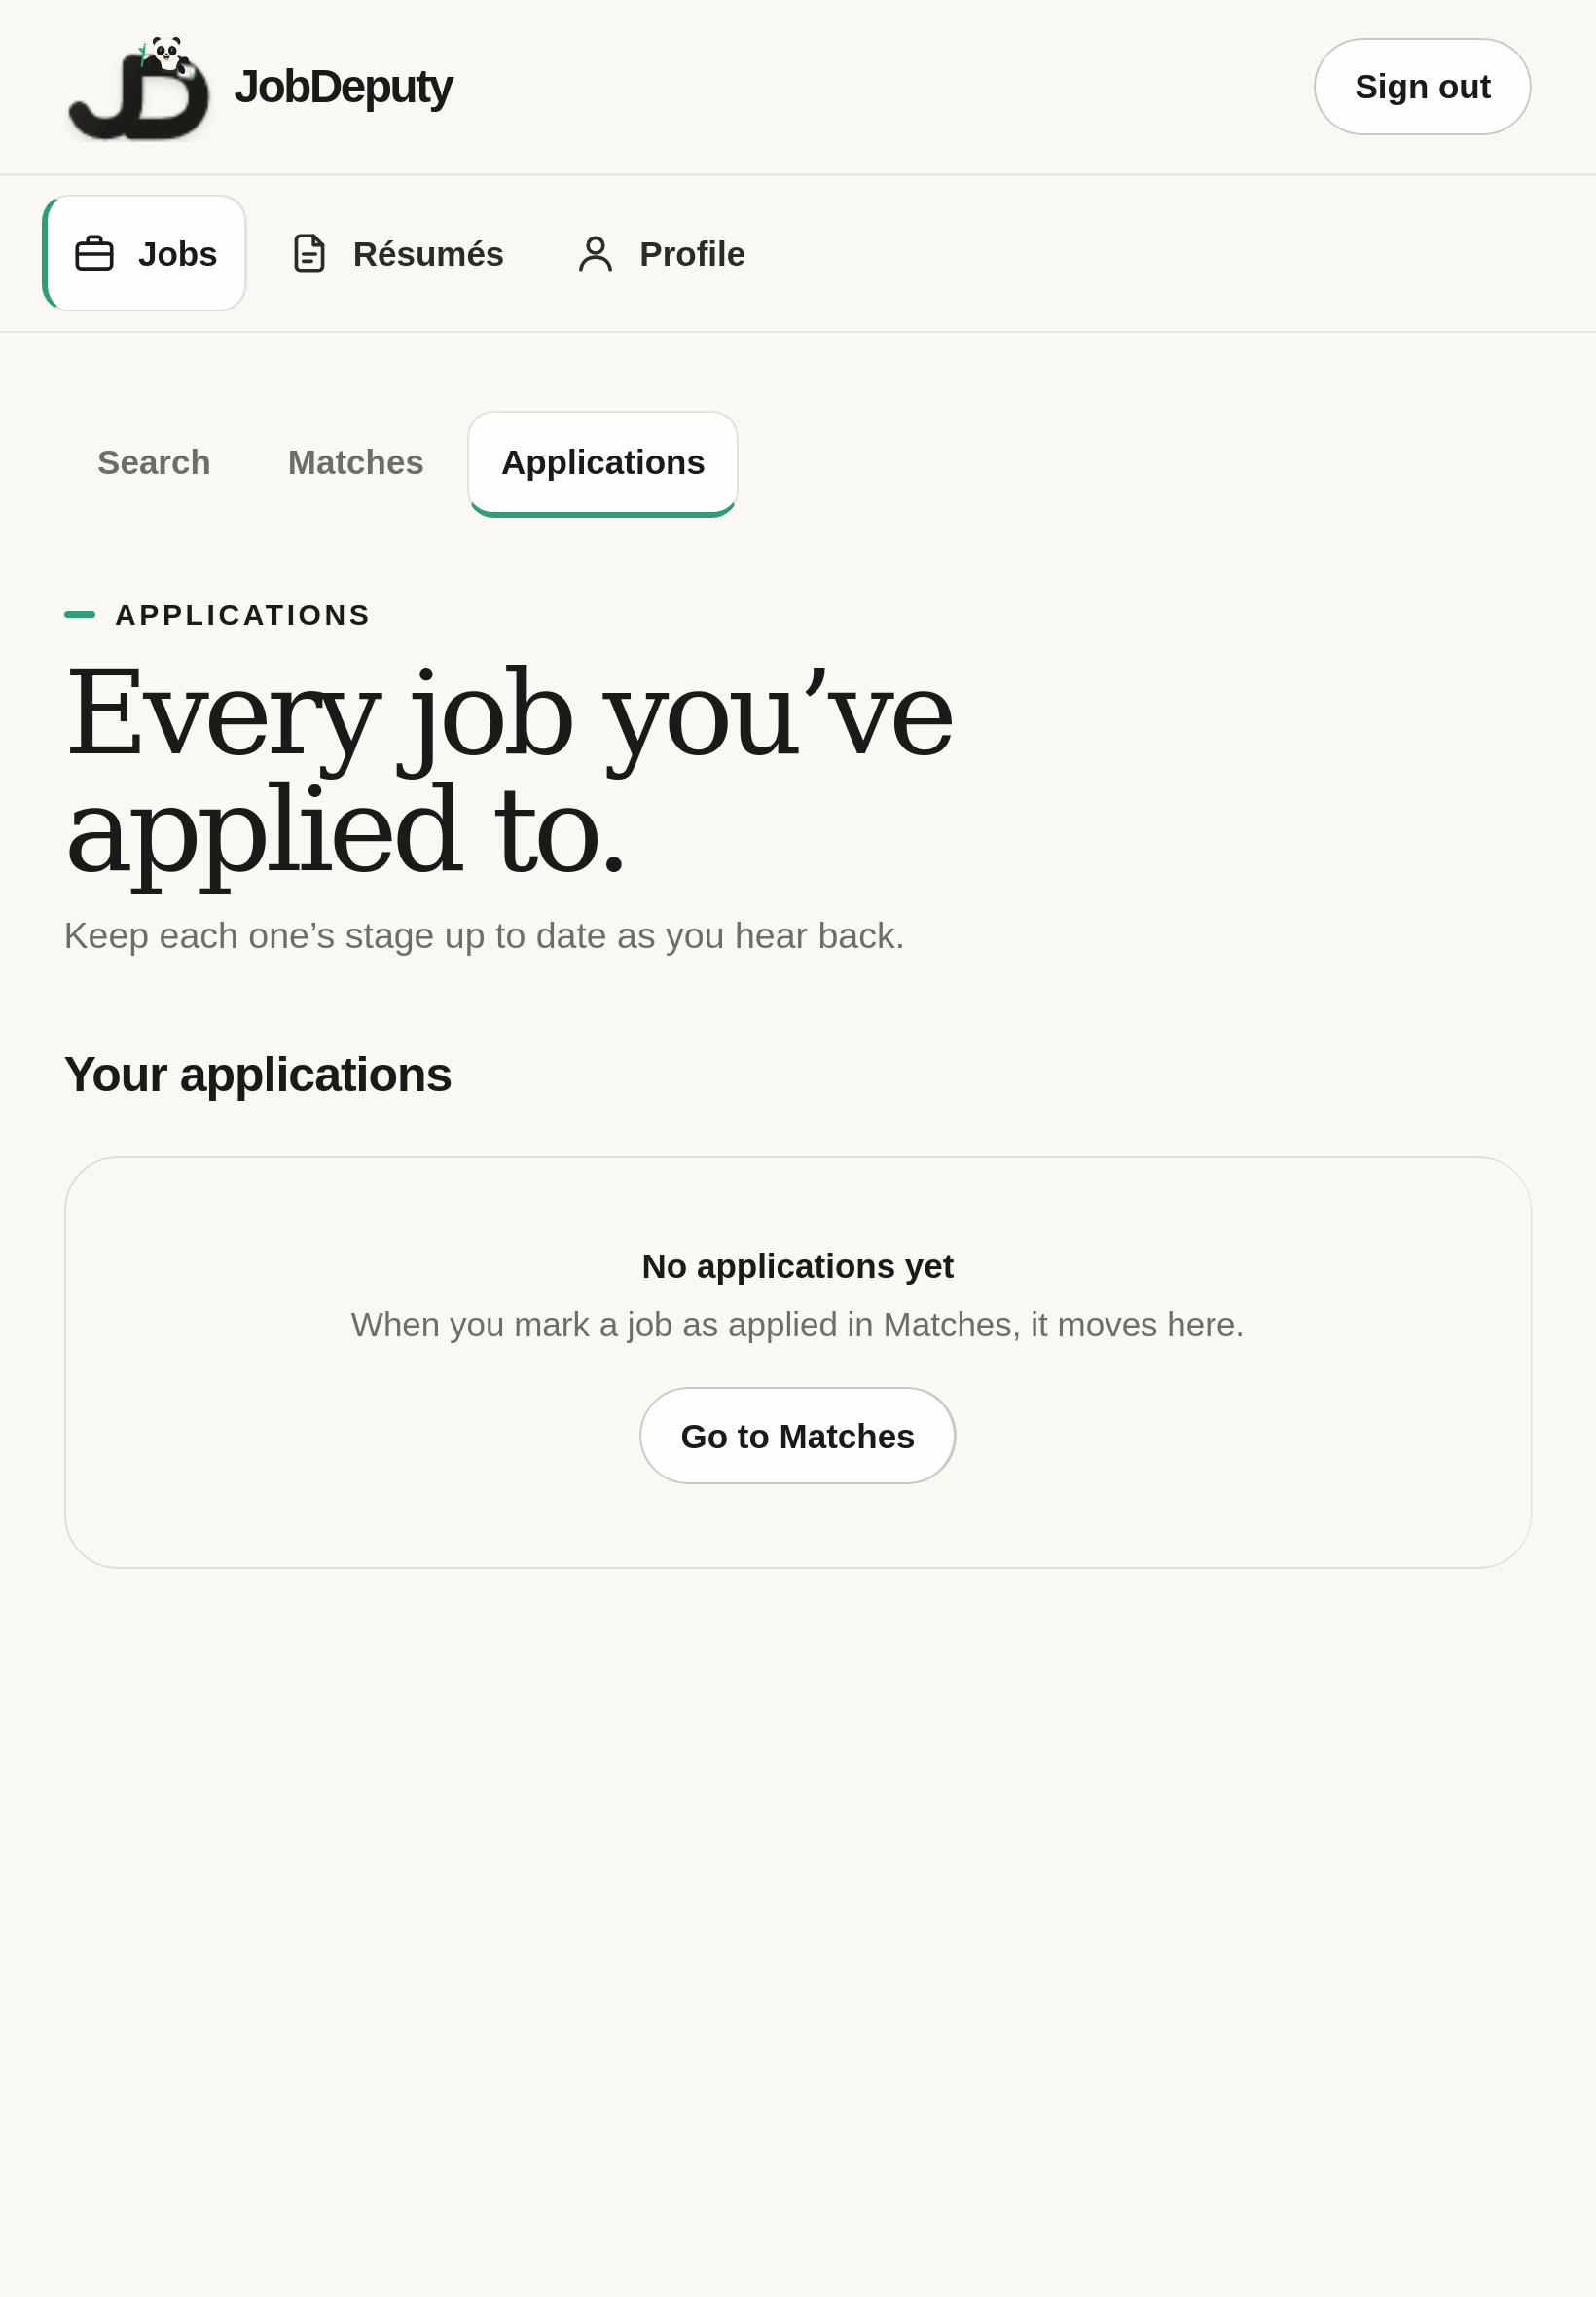 JD
JobDeputy
Sign out
Jobs
Résumés
Profile
Search
Matches
Applications
APPLICATIONS
Every job you’ve
applied to.
Keep each one’s stage up to date as you hear back.
Your applications
No applications yet
When you mark a job as applied in Matches, it moves here.
Go to Matches